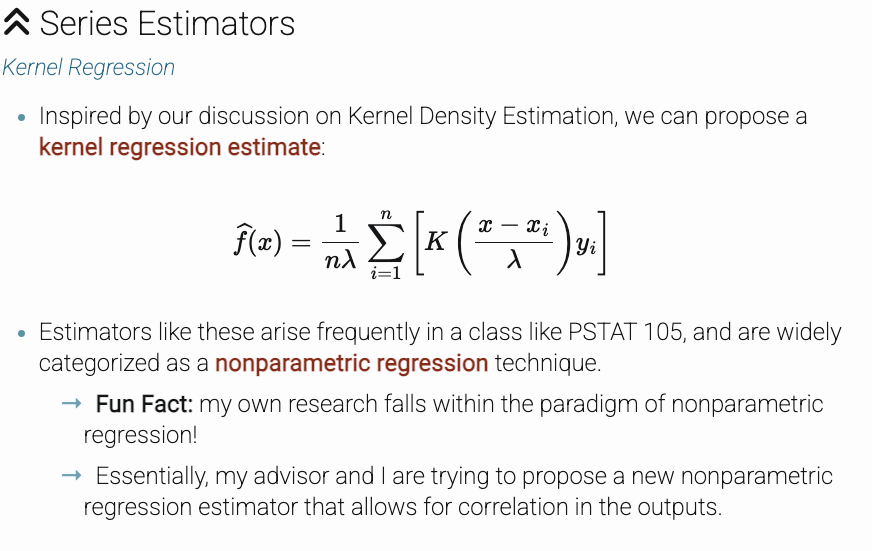 Series Estimators
Kernel Regression
• Inspired by our discussion on Kernel Density Estimation, we can propose a
kernel regression estimate:
$\widehat{f}(x) = \frac{1}{n\lambda} \sum_{i=1}^{n} \left[ K\left( \frac{x - x_i}{\lambda} \right) y_i \right]$
• Estimators like these arise frequently in a class like PSTAT 105, and are widely
categorized as a nonparametric regression technique.
→ Fun Fact: my own research falls within the paradigm of nonparametric
regression!
→ Essentially, my advisor and I are trying to propose a new nonparametric
regression estimator that allows for correlation in the outputs.